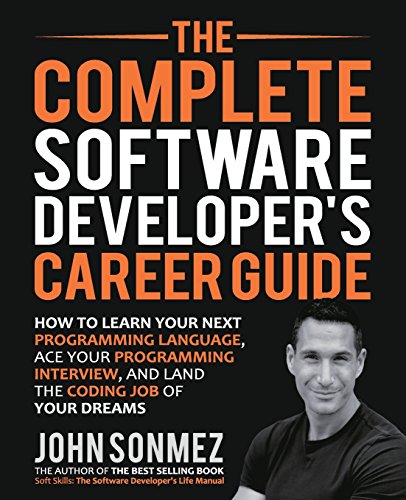 THE
COMPLETE
SOFTWARE
DEVELOPER'S
CAREER GUIDE
HOW TO LEARN YOUR NEXT
PROGRAMMING LANGUAGE,
ACE YOUR PROGRAMMING
INTERVIEW, AND LAND
THE CODING JOB OF
YOUR DREAMS
JOHN SONMEZ
THE AUTHOR OF THE BEST SELLING BOOK
Soft Skills: The Software Developer's Life Manual